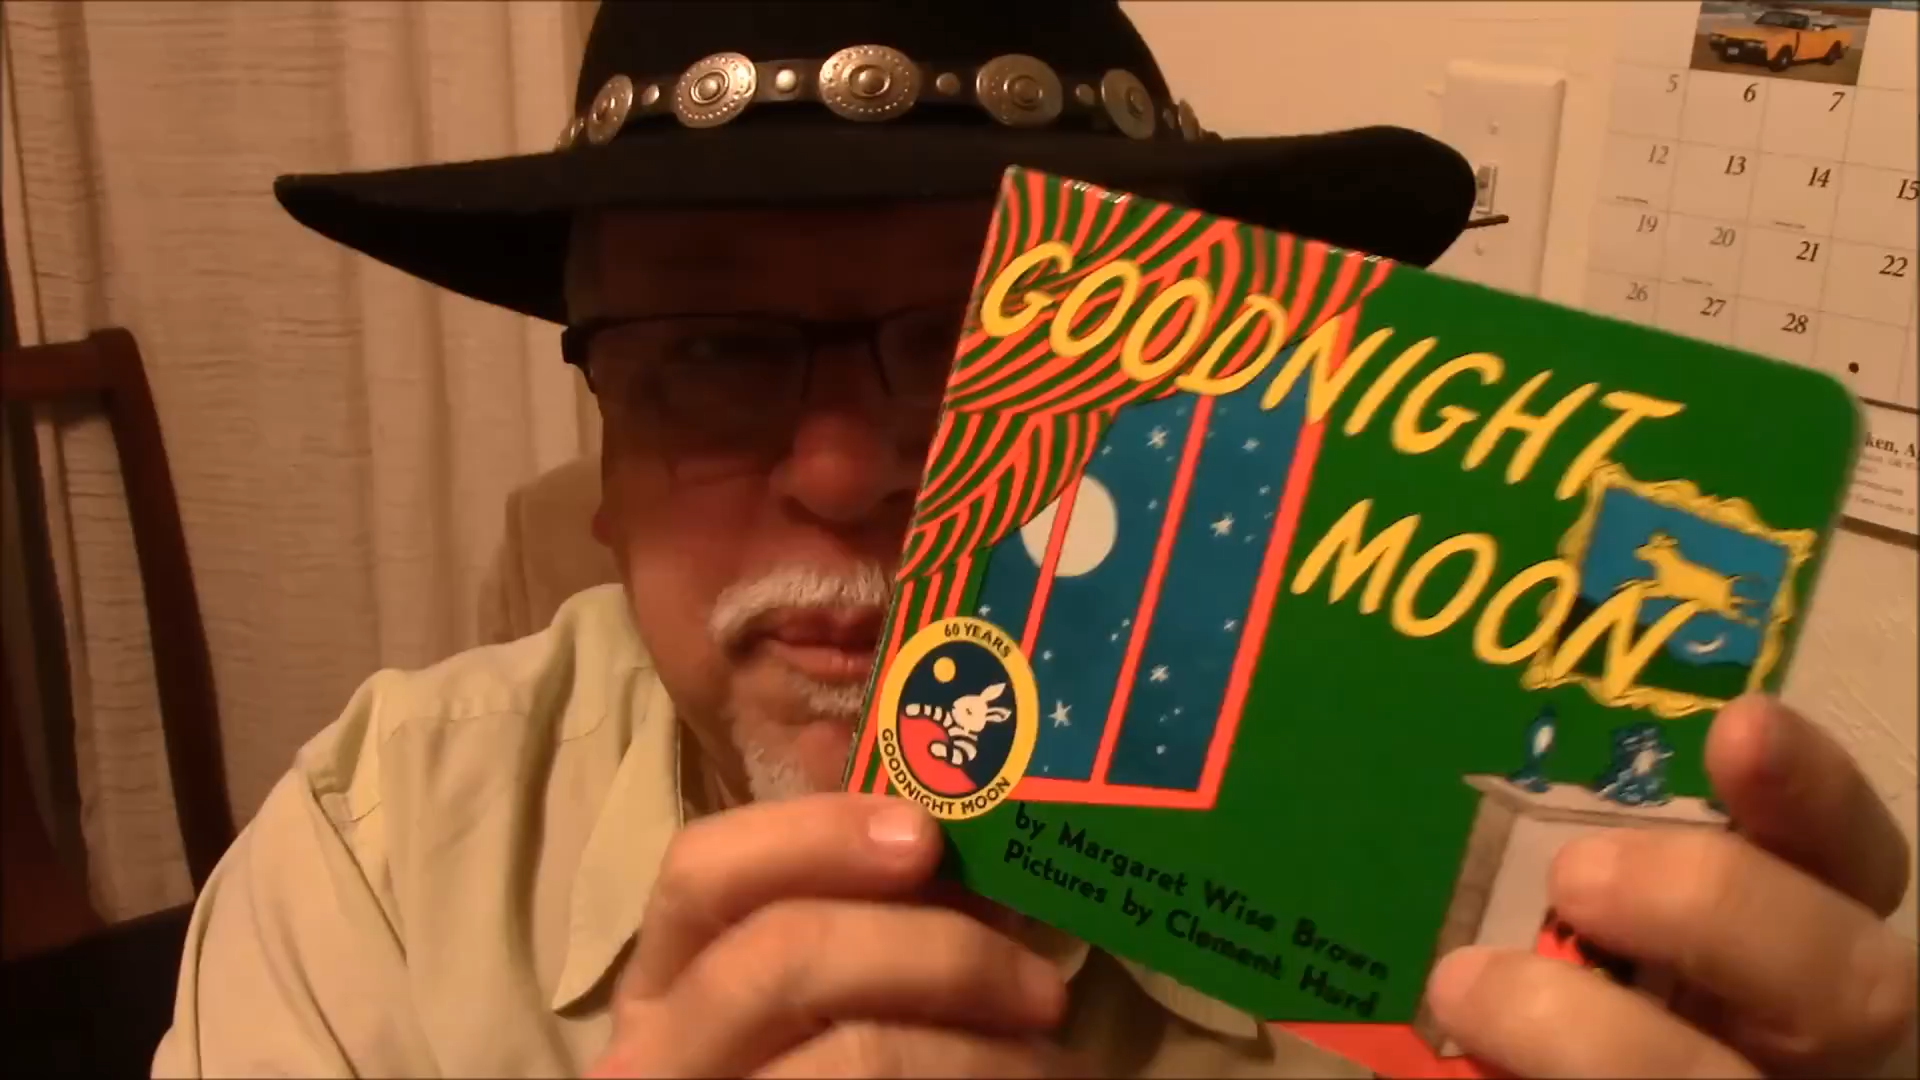 GOODNIGHT
MOON
60 YEARS
GOODNIGHT MOON
by Margaret Wise Brown
Pictures by Clement Hurd
5 6 7
12 13 14 15
19 20 21 22
26 27 28
ken, A